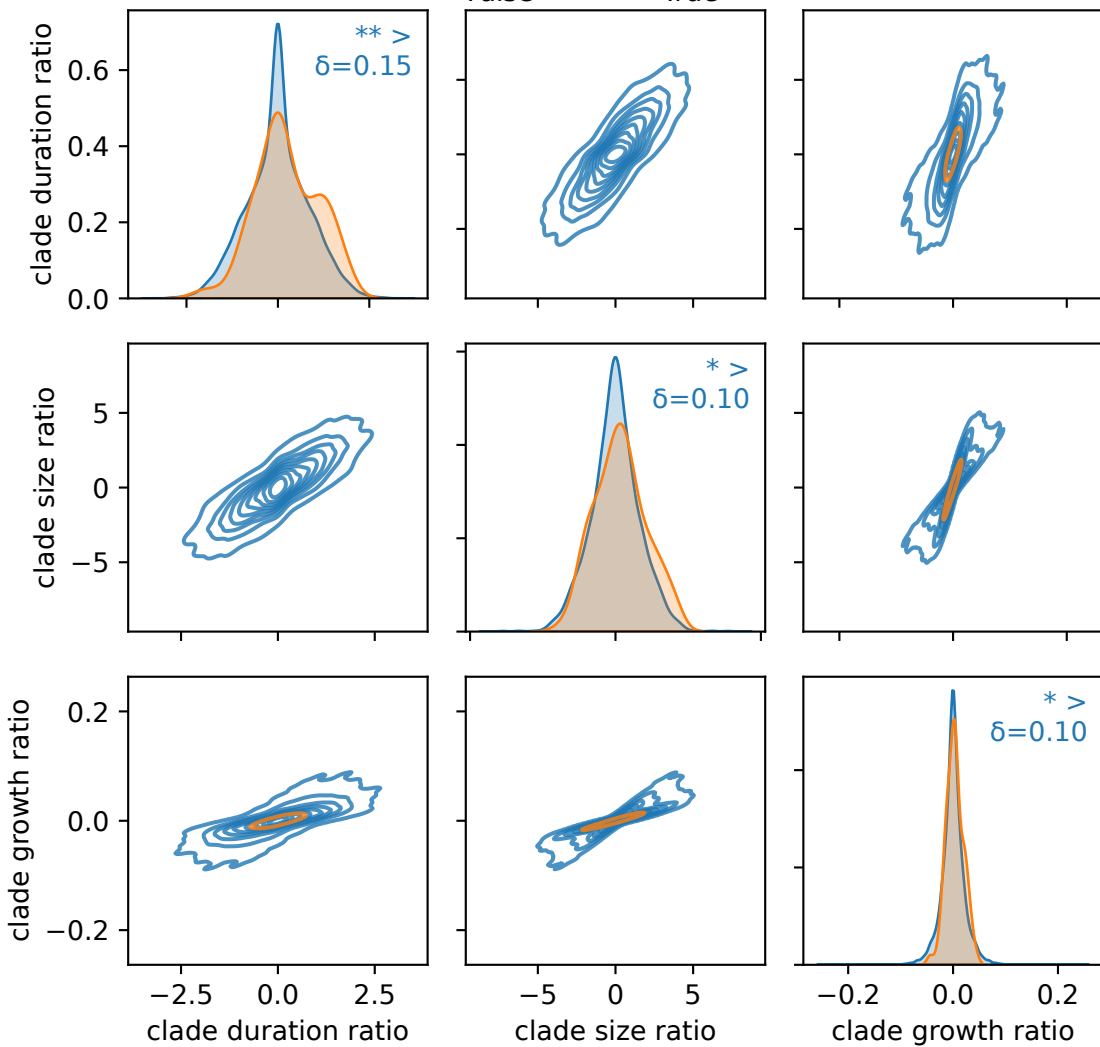 clade duration ratio
0.6
0.4
0.2
0.0
** >
δ=0.15
clade size ratio
5
0
−5
* >
δ=0.10
clade growth ratio
0.2
0.0
−0.2
* >
δ=0.10
−2.5 0.0 2.5
−5 0 5
−0.2 0.0 0.2
clade duration ratio
clade size ratio
clade growth ratio